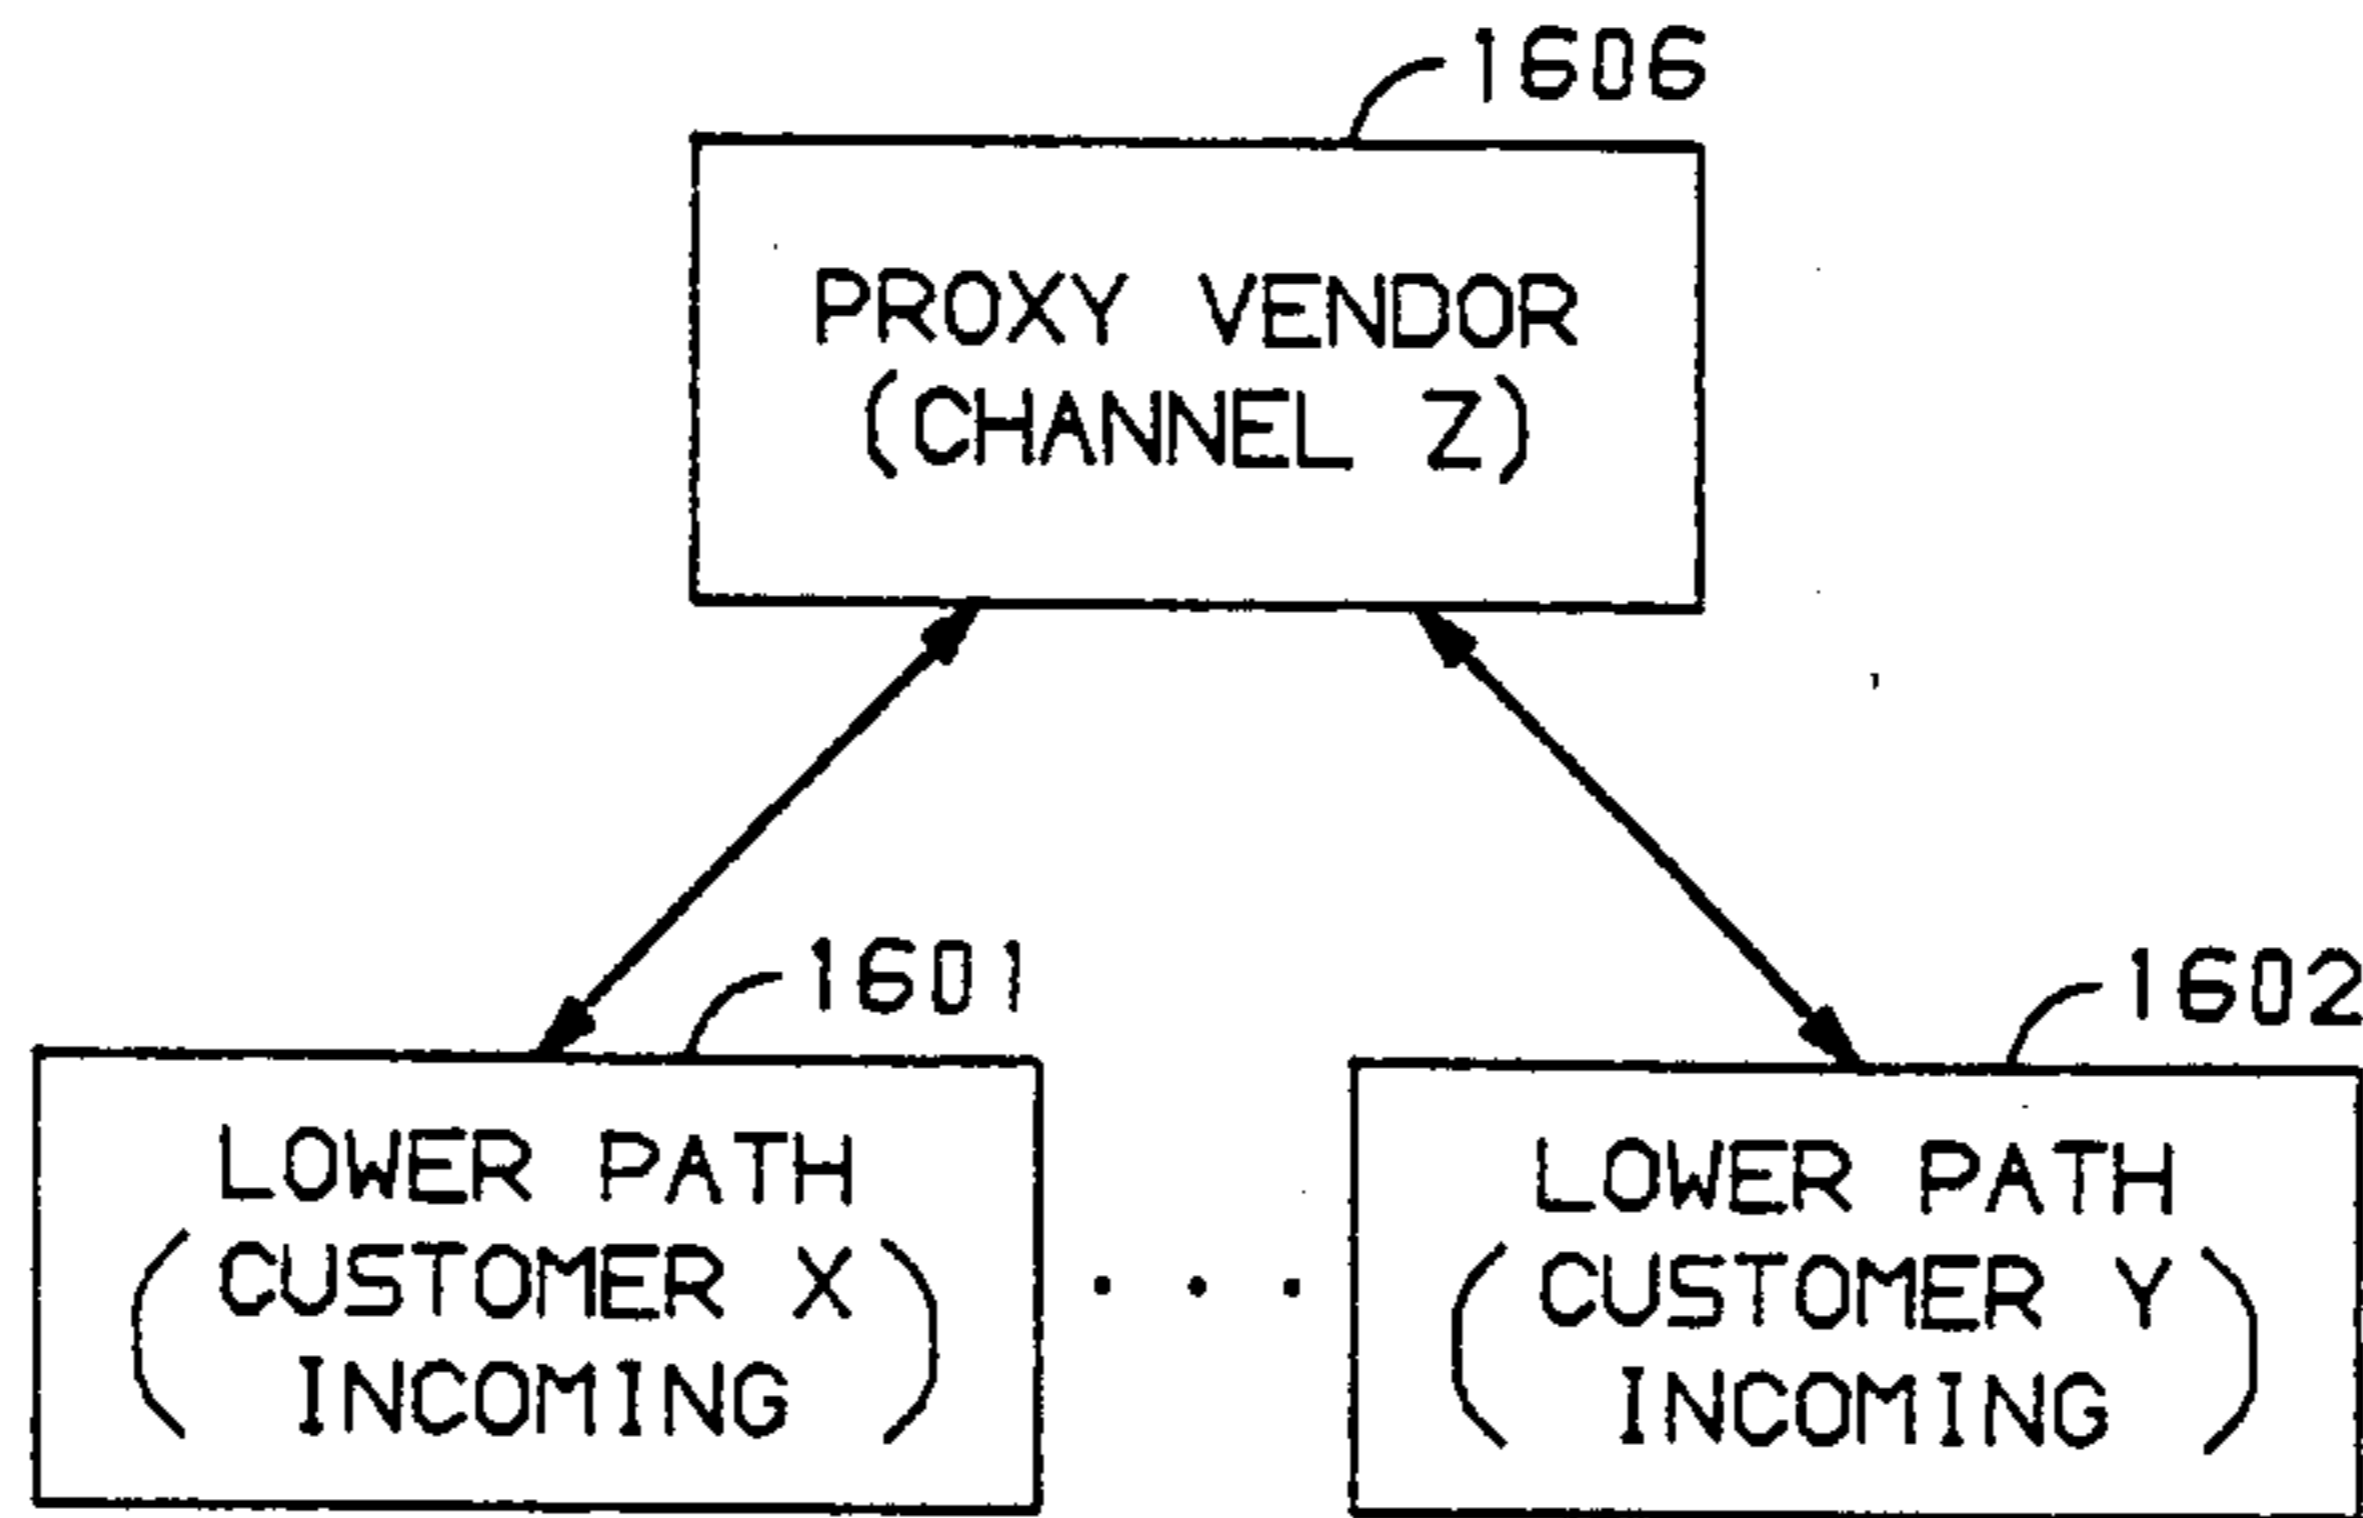 1606
PROXY VENDOR
(CHANNEL Z)
1601
1602
LOWER PATH
(CUSTOMER X
INCOMING)
. . .
LOWER PATH
(CUSTOMER Y
INCOMING)